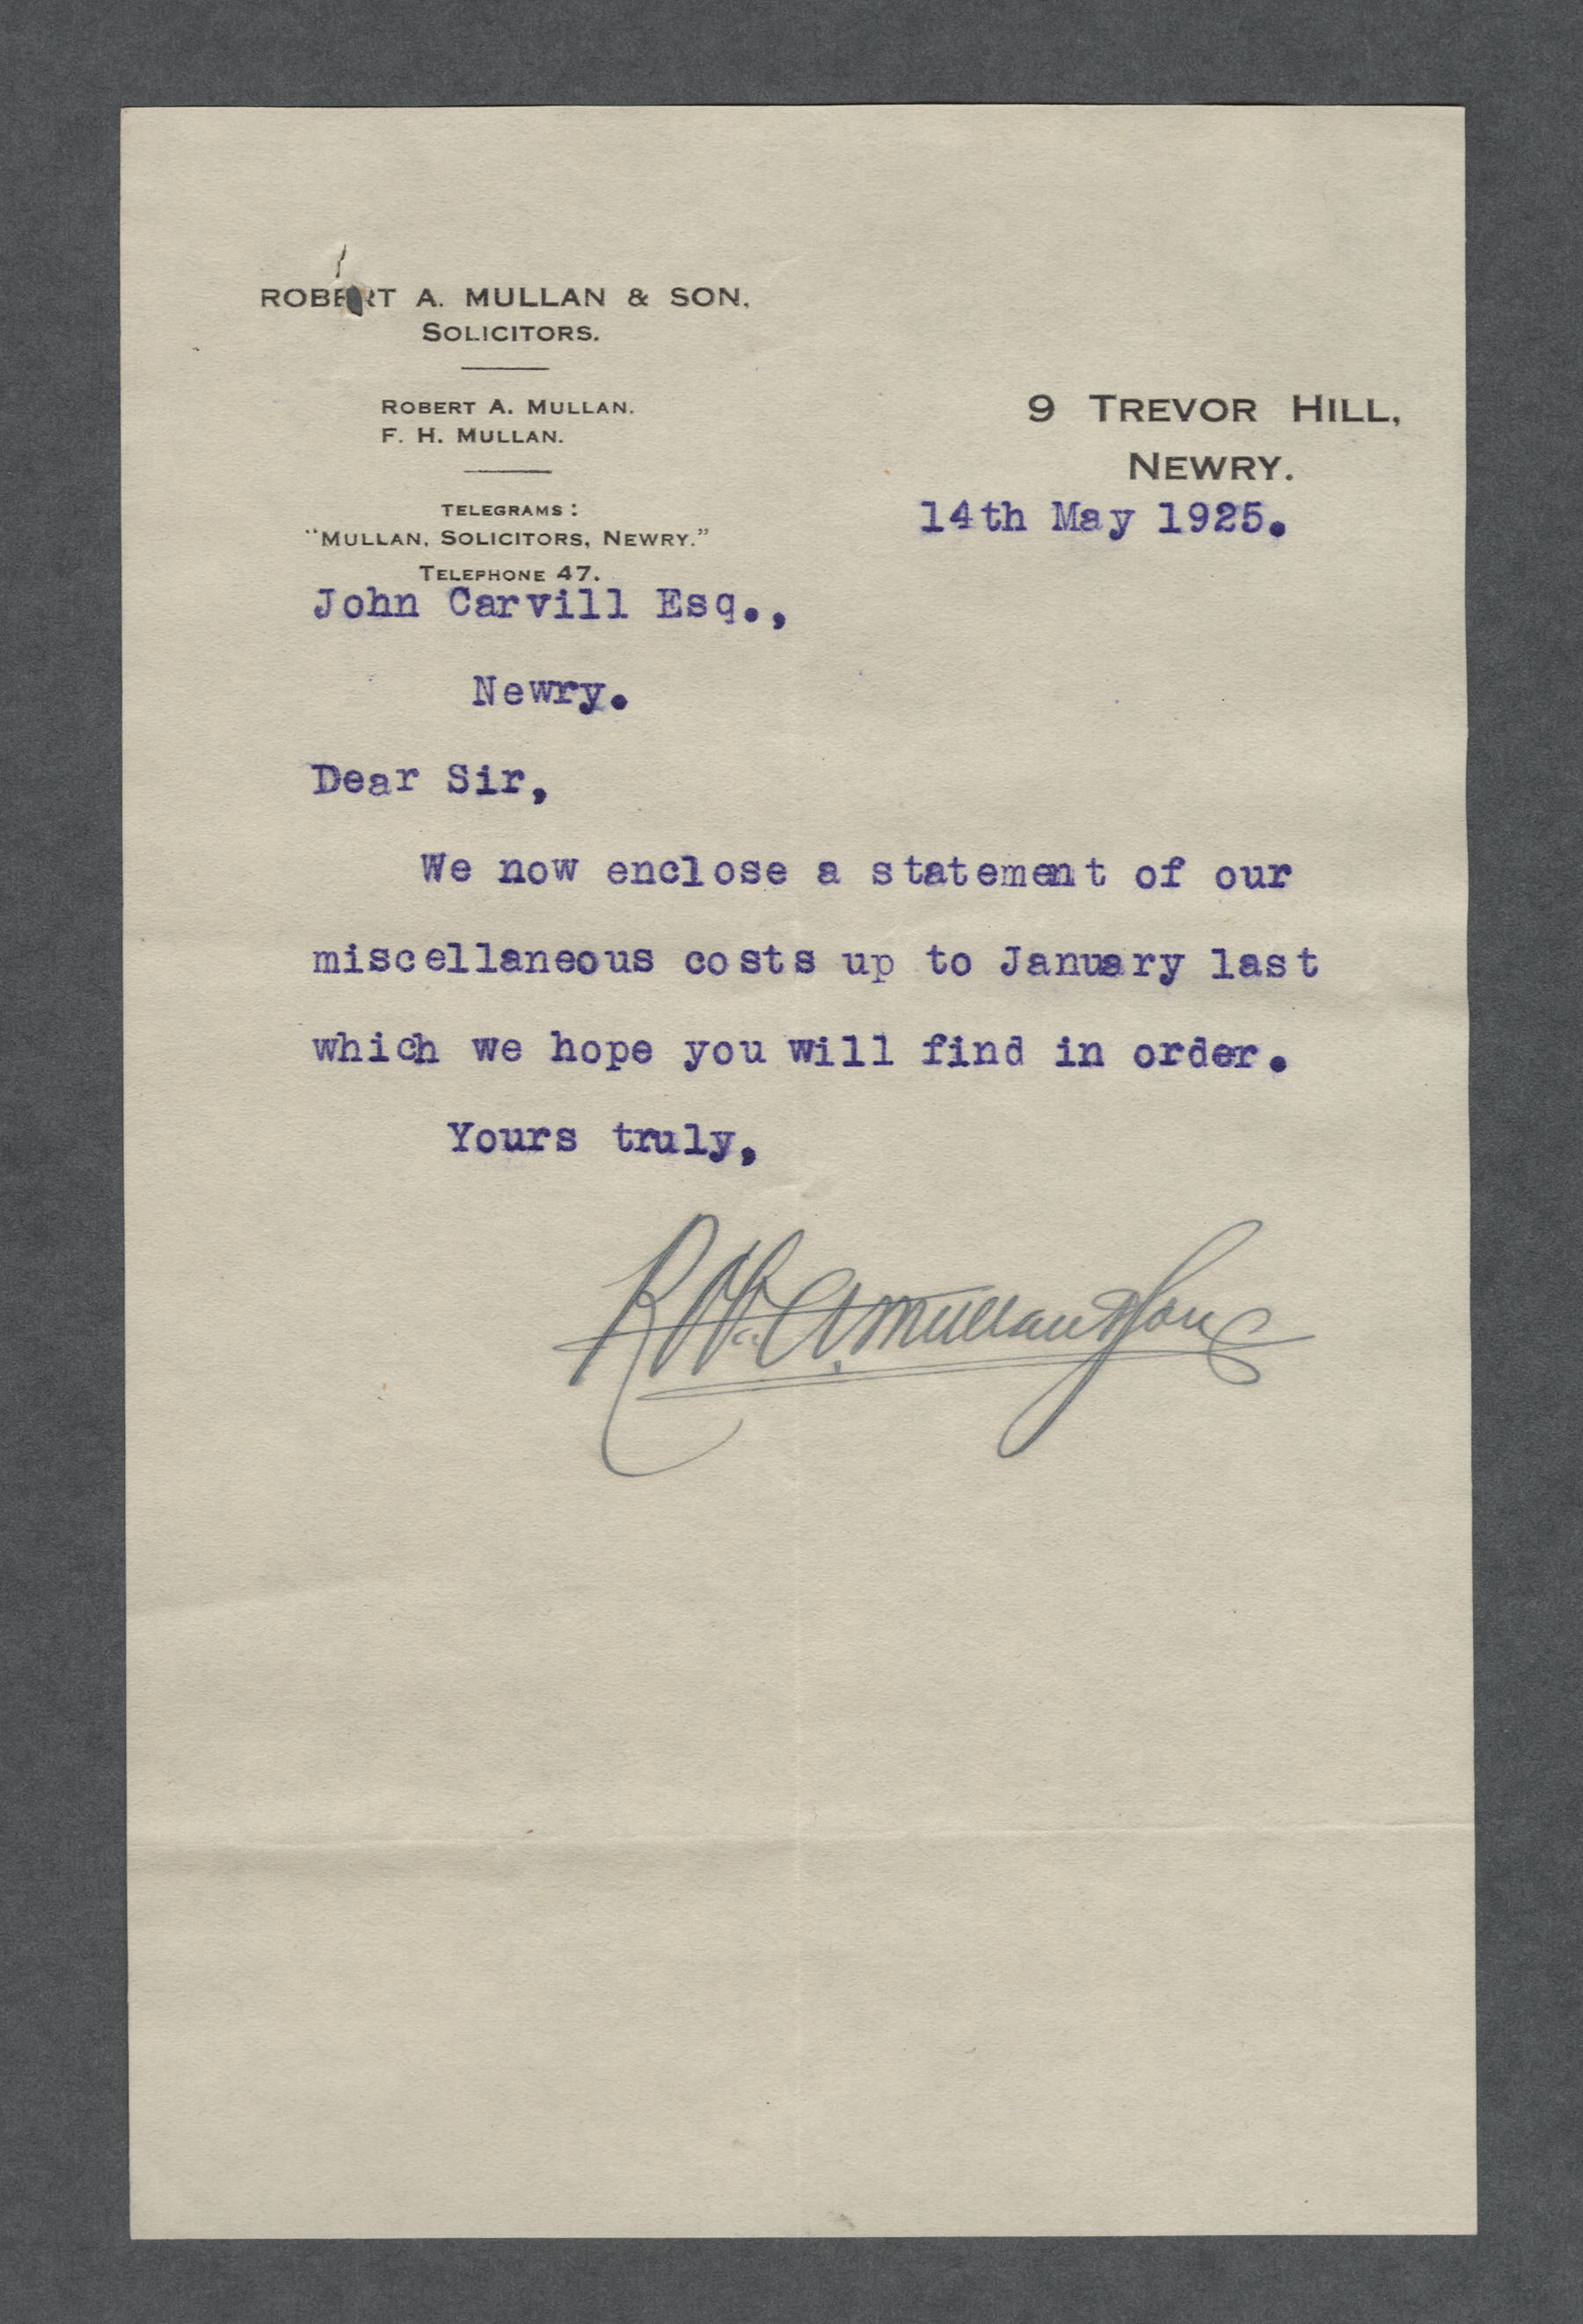 ROBERT A. MULLAN & SON.
SOLICITORS.
ROBERT A. MULLAN.
F. H. MULLAN.
TELEGRAMS:
"MULLAN, SOLICITORS, NEWRY."
TELEPHONE 47.
9 TREVOR HILL,
NEWRY.
14th May 1925.
John Carvill Esq.,
Newry.
Dear Sir,
We now enclose a statement of our
miscellaneous costs up to January last
which we hope you will find in order.
Yours truly,
A. Mullan & Son